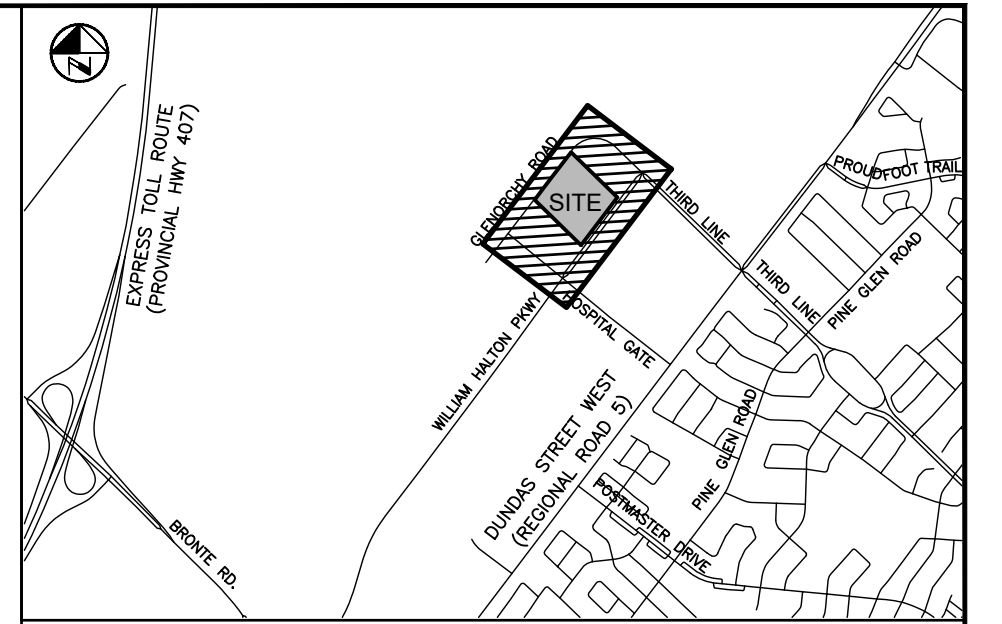 N
EXPRESS TOLL ROUTE
(PROVINCIAL HWY 407)
GLENORCHY ROAD
SITE
THIRD LINE
PROUDFOOT TRAIL
THIRD LINE
PINE GLEN ROAD
WILLIAM HALTON PKWY
HOSPITAL GATE
DUNDAS STREET WEST
(REGIONAL ROAD 5)
PINE GLEN ROAD
POSTMASTER DRIVE
BRONTE RD.